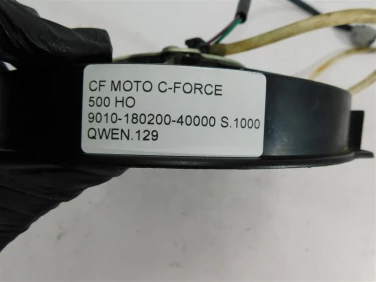 CF MOTO C-FORCE
500 HO
9010-180200-40000 S.1000
QWEN.129